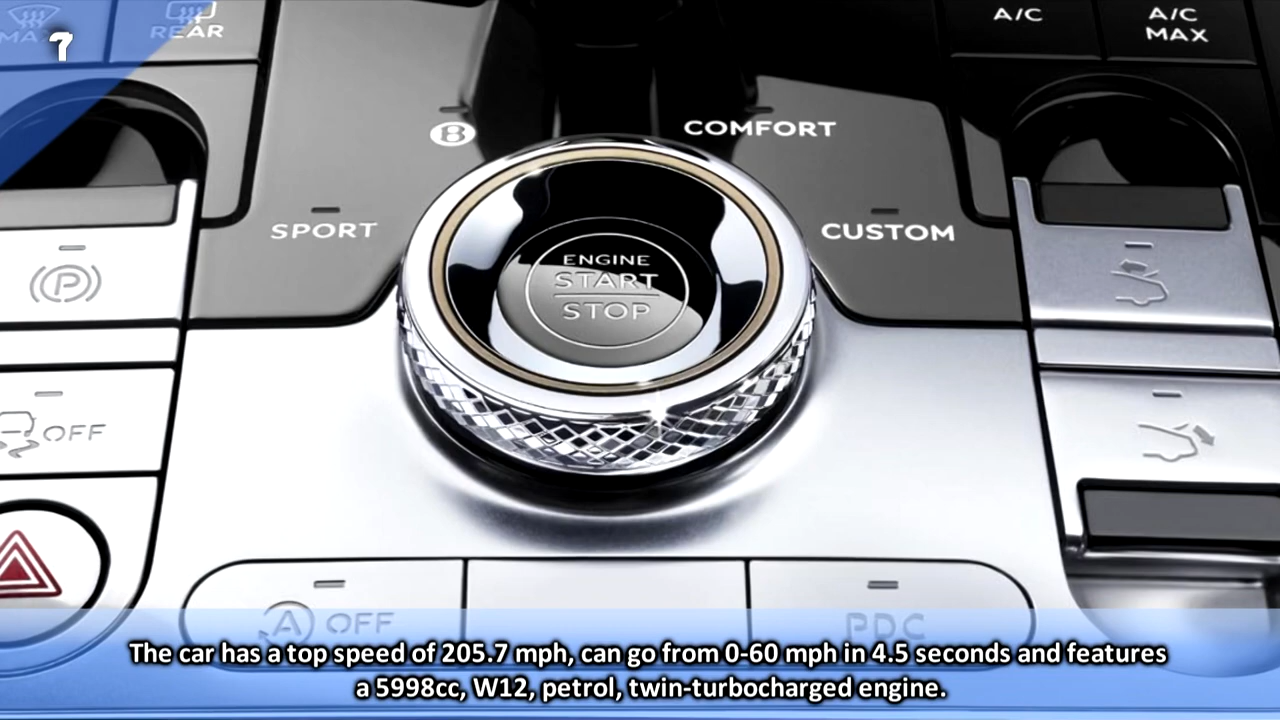 MAX
REAR
A/C
A/C
MAX
7
B
COMFORT
SPORT
CUSTOM
ENGINE
START
STOP
P
OFF
A OFF
PDC
The car has a top speed of 205.7 mph, can go from 0-60 mph in 4.5 seconds and features
a 5998cc, W12, petrol, twin-turbocharged engine.